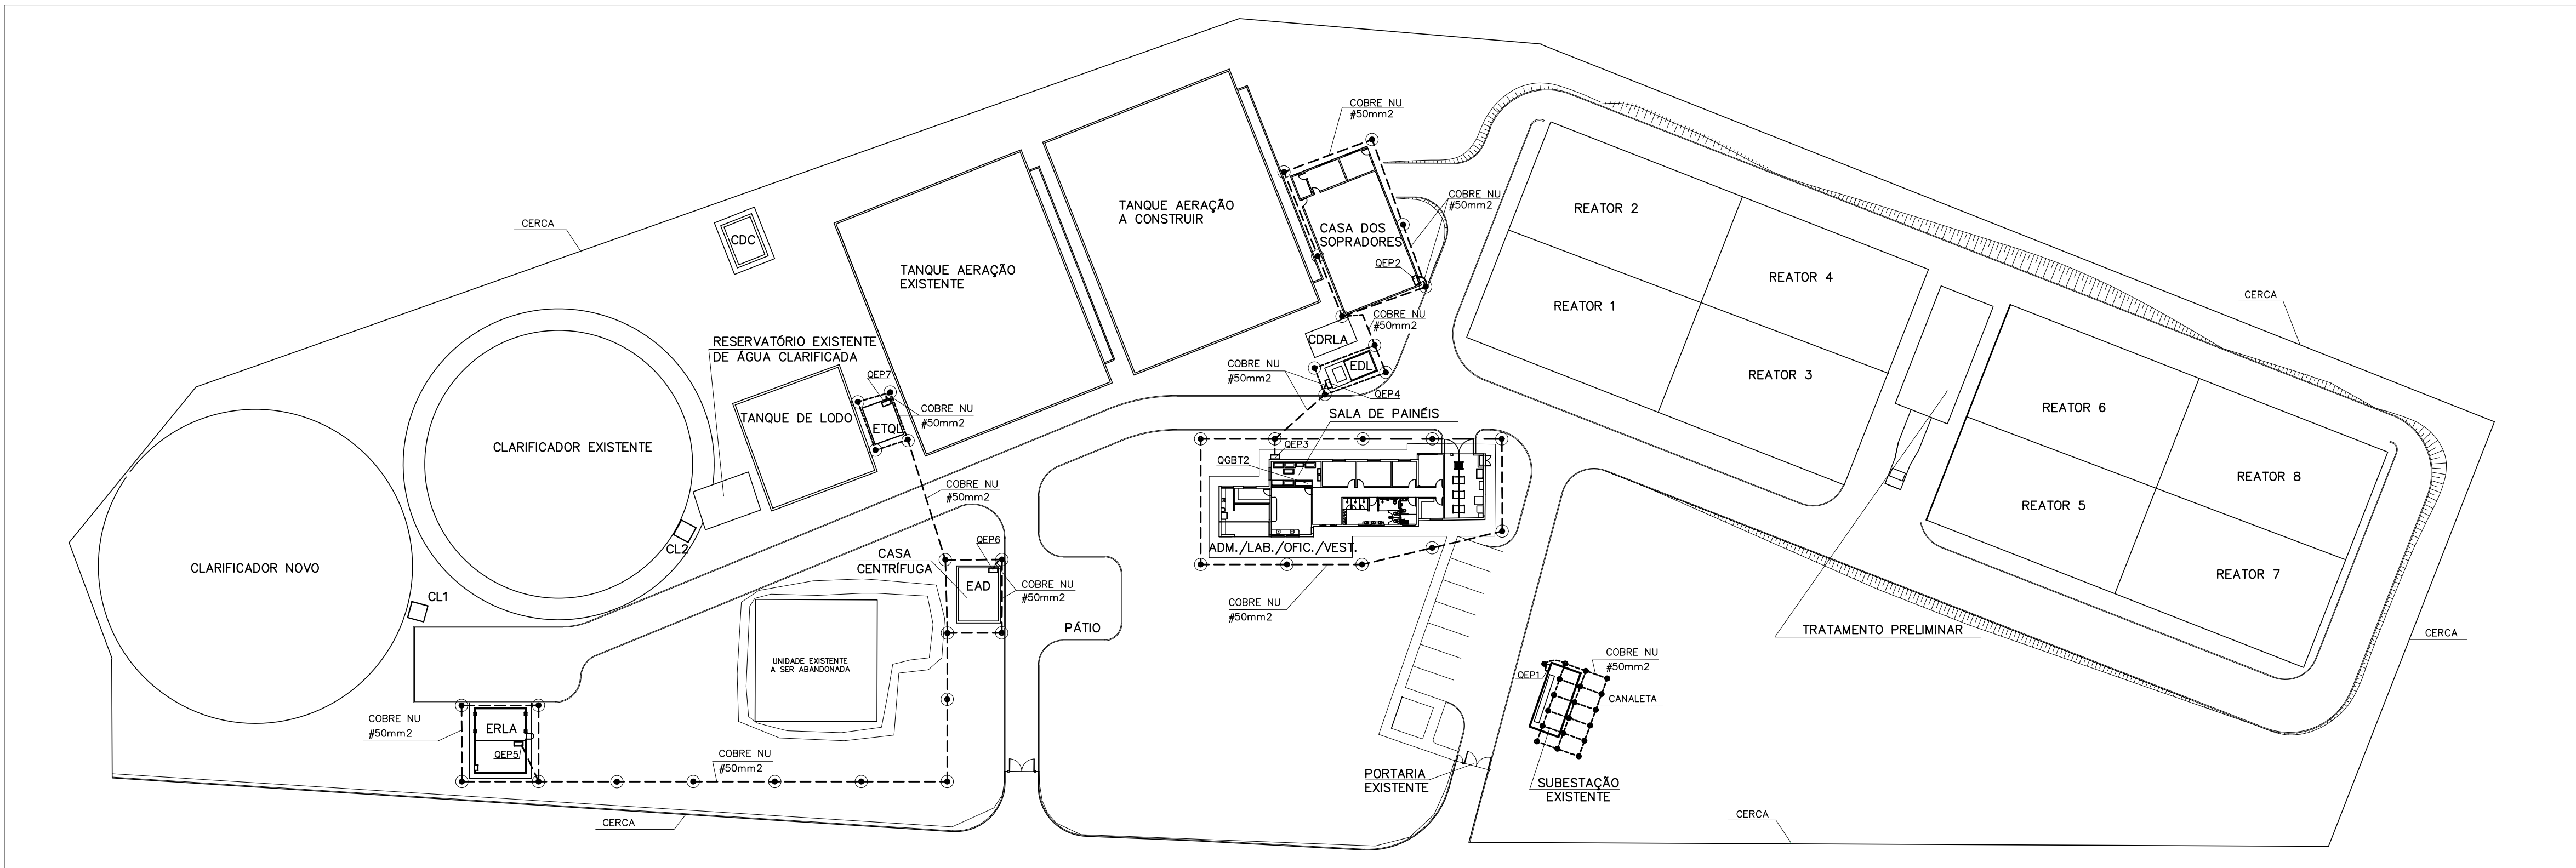 COBRE NU
#50mm2
COBRE NU
#50mm2
CERCA
CDC
TANQUE AERAÇÃO
A CONSTRUIR
CASA DOS
SOPRADORES
QEP2
REATOR 2
REATOR 4
REATOR 1
REATOR 3
TANQUE AERAÇÃO
EXISTENTE
CERCA
COBRE NU
#50mm2
CDRLA
EDL
QEP4
COBRE NU
#50mm2
RESERVATÓRIO EXISTENTE
DE ÁGUA CLARIFICADA
QEP7
COBRE NU
#50mm2
TANQUE DE LODO
ETQL
CLARIFICADOR EXISTENTE
SALA DE PAINÉIS
QEP3
QGBT2
REATOR 6
REATOR 8
REATOR 5
REATOR 7
COBRE NU
#50mm2
CL2
CASA
CENTRÍFUGA
QEP6
EAD
COBRE NU
#50mm2
ADM./LAB./OFIC./VEST.
CLARIFICADOR NOVO
CL1
COBRE NU
#50mm2
PÁTIO
TRATAMENTO PRELIMINAR
CERCA
UNIDADE EXISTENTE
A SER ABANDONADA
COBRE NU
#50mm2
QEP1
CANALETA
COBRE NU
#50mm2
ERLA
QEP5
COBRE NU
#50mm2
PORTARIA
EXISTENTE
SUBESTAÇÃO
EXISTENTE
CERCA
CERCA